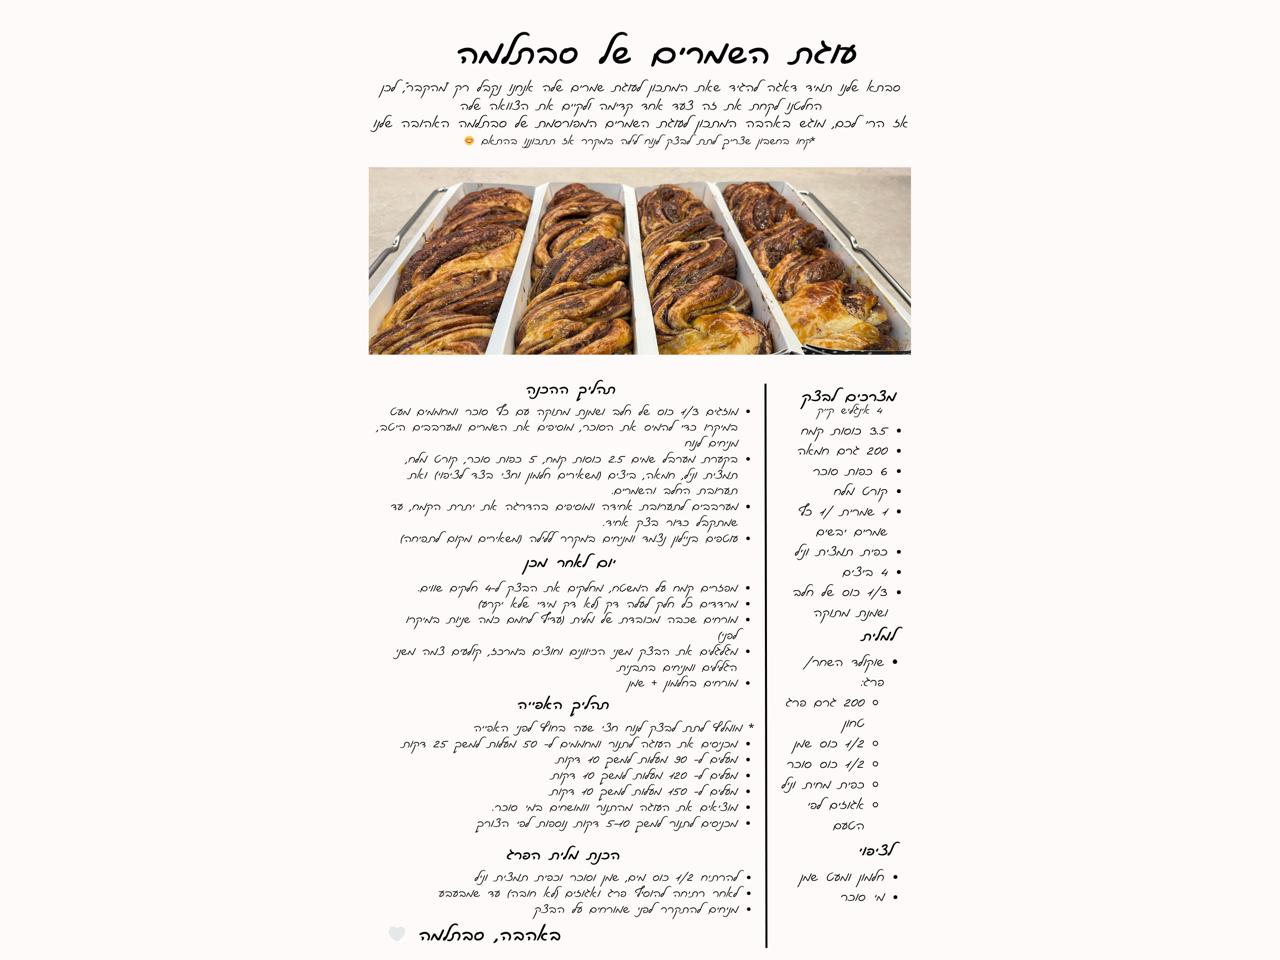 עוגת השמרים של סבתלמה
סבתא שלנו תמיד דאגה להגיד שאת המתכון לעוגת שמרים שלה אנחנו נקבל רק "מהקבר", לכן
החלטנו לקחת את זה צעד אחד קדימה ולקיים את הצוואה שלה
אז הרי לכם, מוגש באהבה המתכון לעוגת השמרים המפורסמת של סבתלמה האהובה שלנו
*קחו בחשבון שצריך לתת לבצק לנוח לילה במקרר אז תתכוננו בהתאם 😊
מצרכים לבצק
4 אינגליש קייק
• 3.5 כוסות קמח
• 200 גרם חמאה
• 6 כפות סוכר
• קורט מלח
• 1 שמרית /1 כף
שמרים יבשים
• כפית תמצית וניל
• 4 ביצים
• 1/3 כוס של חלב
ושמנת מתוקה
למלית
• שוקולד השחר/
פרג:
○ 200 גרם פרג
טחון
○ 1/2 כוס שמן
○ 1/2 כוס סוכר
○ כפית מחית וניל
○ אגוזים לפי
הטעם
לציפוי
• חלמון ומעט שמן
• מי סוכר
תהליך ההכנה
• מוזגים 1/3 כוס של חלב ושמנת מתוקה עם כף סוכר ומחממים מעט
במיקרו כדי להמיס את הסוכר, מוסיפים את השמרים ומערבבים היטב,
מניחים לנוח
• בקערית מערבל שמים 2.5 כוסות קמח, 5 כפות סוכר, קורט מלח,
תמצית וניל, חמאה, ביצים (משאירים חלמון וחצי בצד לציפוי) ואת
תערובת החלב והשמרים.
• מערבבים לתערובת אחידה ומוסיפים בהדרגה את יתרת הקמח, עד
שמתקבל כדור בצק אחיד.
• עוטפים בניילון נצמד ומניחים במקרר ללילה (משאירים מקום לתפיחה)
יום לאחר מכן
• מפזרים קמח על המשטח, מחלקים את הבצק ל-4 חלקים שווים.
• מרדדים כל חלק לעלה דק (לא דק מידי שלא יקרע)
• מורחים שכבה מכובדת של מלית (עדיף לחמם כמה שניות במיקרו
לפני)
• מגלגלים את הבצק משני הכיוונים וחוצים במרכז, קולעים צמה משני
הגלילים ומניחים בתבנית
• מורחים בחלמון + שמן
תהליך האפייה
* מומלץ לתת לבצק לנוח חצי שעה בחוץ לפני האפייה
• מכניסים את העוגה לתנור ומחממים ל- 50 מעלות למשך 25 דקות
• מעלים ל- 90 מעלות למשך 10 דקות
• מעלים ל- 120 מעלות למשך 10 דקות
• מעלים ל- 150 מעלות למשך 10 דקות
• מוציאים את העוגה מהתנור ומושחים במי סוכר.
• מכניסים לתנור למשך 5-10 דקות נוספות לפי הצורך
הכנת מלית הפרג
• להרתיח 1/2 כוס מים, שמן וסוכר וכפית תמצית וניל
• לאחר רתיחה להוסיף פרג ואגוזים (לא חובה) עד שמבעבע
• מניחים להתקרר לפני שמורחים על הבצק
באהבה, סבתלמה 🤍